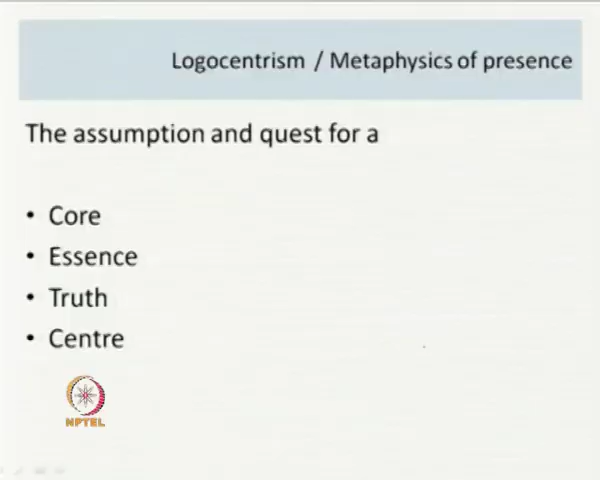 Logocentrism / Metaphysics of presence
The assumption and quest for a
• Core
• Essence
• Truth
• Centre
NPTEL